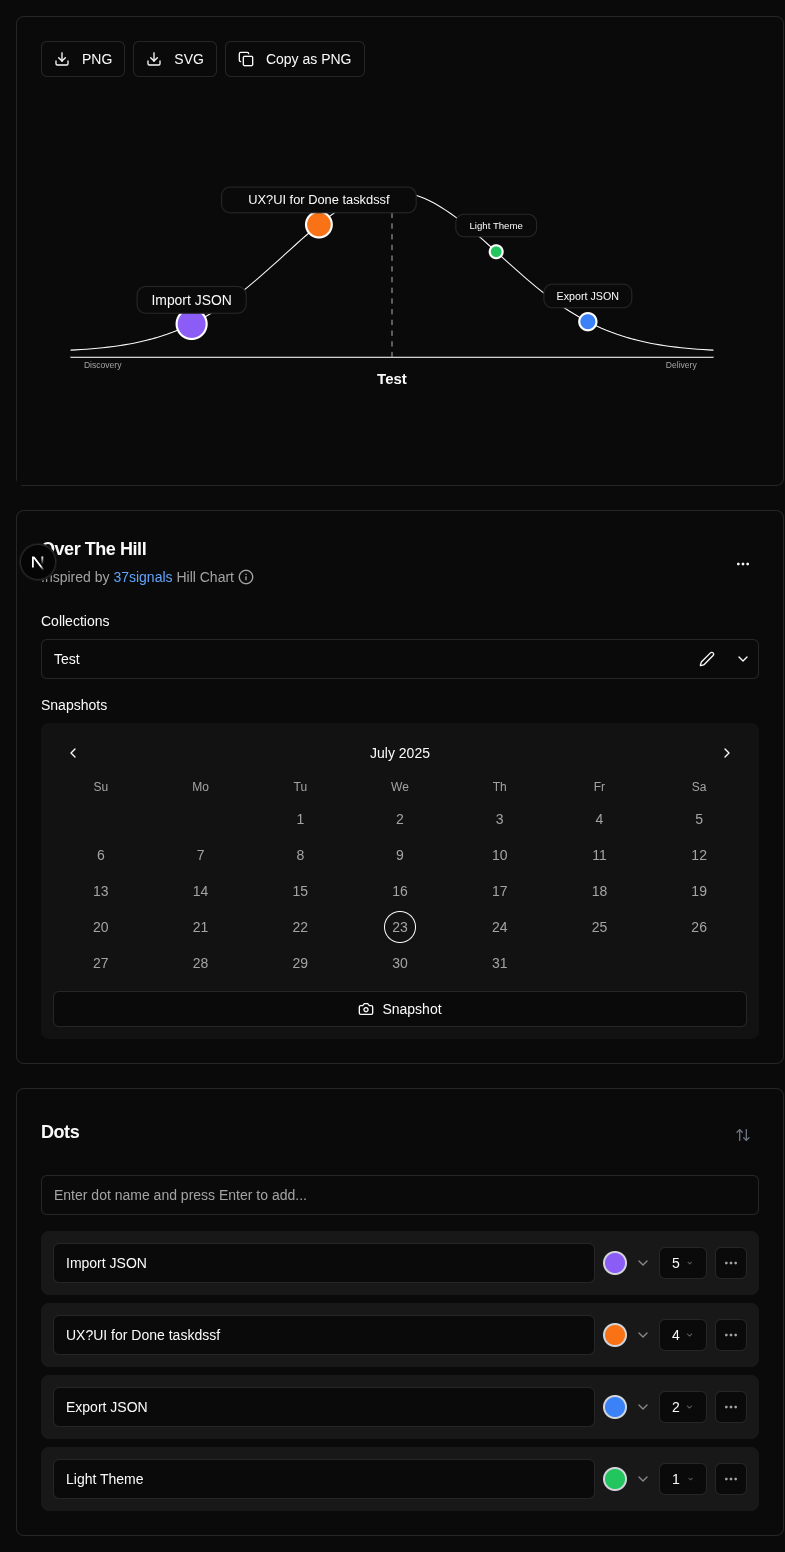 PNG
SVG
Copy as PNG
UX?UI for Done taskdssf
Light Theme
Import JSON
Export JSON
Discovery
Delivery
Test
Over The Hill
N
Inspired by 37signals Hill Chart
Collections
Test
Snapshots
July 2025
Su Mo Tu We Th Fr Sa
1 2 3 4 5
6 7 8 9 10 11 12
13 14 15 16 17 18 19
20 21 22 23 24 25 26
27 28 29 30 31
Snapshot
Dots
Enter dot name and press Enter to add...
Import JSON 5
UX?UI for Done taskdssf 4
Export JSON 2
Light Theme 1